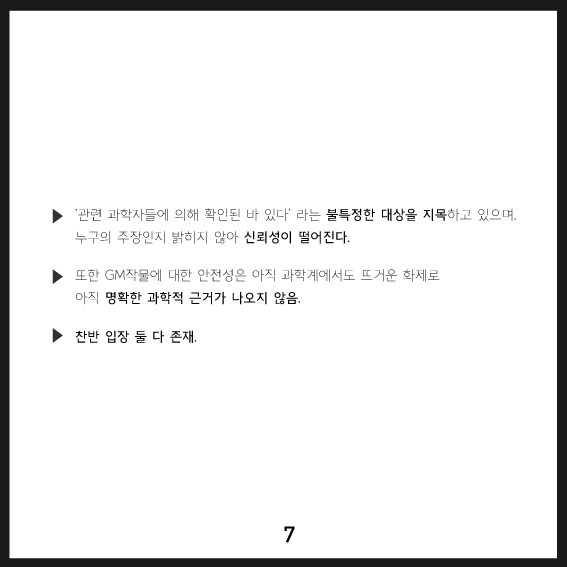 '관련 과학자들에 의해 확인된 바 있다' 라는 불특정한 대상을 지목하고 있으며,
누구의 주장인지 밝히지 않아 신뢰성이 떨어진다.
또한 GM작물에 대한 안전성은 아직 과학계에서도 뜨거운 화제로
아직 명확한 과학적 근거가 나오지 않음.
찬반 입장 둘 다 존재.
7